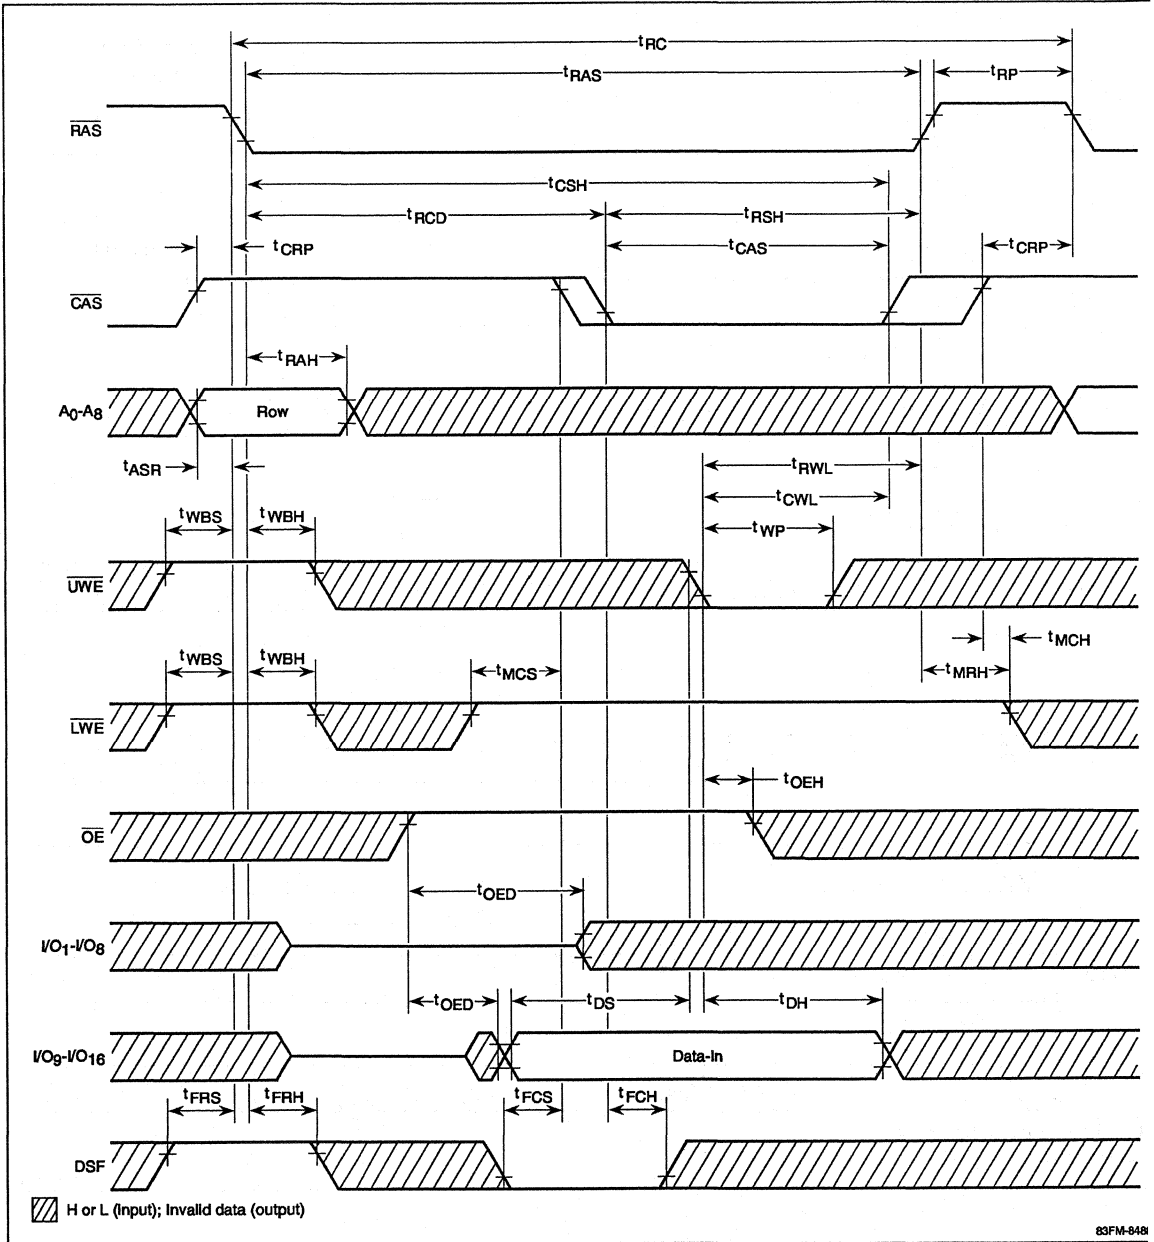 tRC
tRAS
tRP
RAS
tCSH
tRCD
tRSH
tCRP
tCAS
tCRP
CAS
tRAH
A0-A8
Row
tASR
tRWL
tCWL
tWBS
tWBH
tWP
UWE
tMCH
tWBS
tWBH
tMCS
tMRH
LWE
tOEH
OE
tOED
I/O1-I/O8
tOED
tDS
tDH
I/O9-I/O16
Data-In
tFRS
tFRH
tFCS
tFCH
DSF
H or L (Input); Invalid data (output)